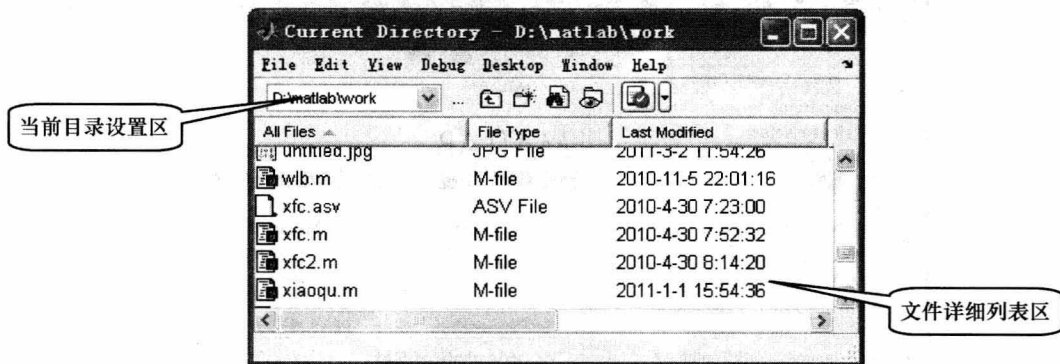 Current Directory - D:\matlab\work
File Edit View Debug Desktop Window Help
D:\matlab\work ...
当前目录设置区
All Files File Type Last Modified
untitled.jpg JPG File 2011-3-2 11:54:26
wlb.m M-file 2010-11-5 22:01:16
xfc.asv ASV File 2010-4-30 7:23:00
xfc.m M-file 2010-4-30 7:52:32
xfc2.m M-file 2010-4-30 8:14:20
xiaoqu.m M-file 2011-1-1 15:54:36
文件详细列表区